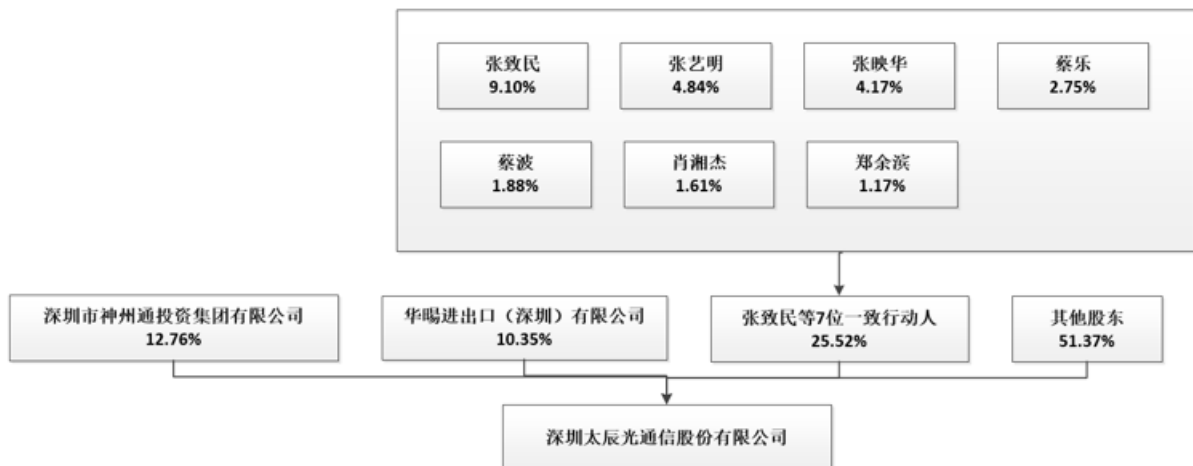 张致民
9.10%
张艺明
4.84%
张映华
4.17%
蔡乐
2.75%
蔡波
1.88%
肖湘杰
1.61%
郑余滨
1.17%
深圳市神州通投资集团有限公司
12.76%
华暘进出口（深圳）有限公司
10.35%
张致民等7位一致行动人
25.52%
其他股东
51.37%
深圳太辰光通信股份有限公司